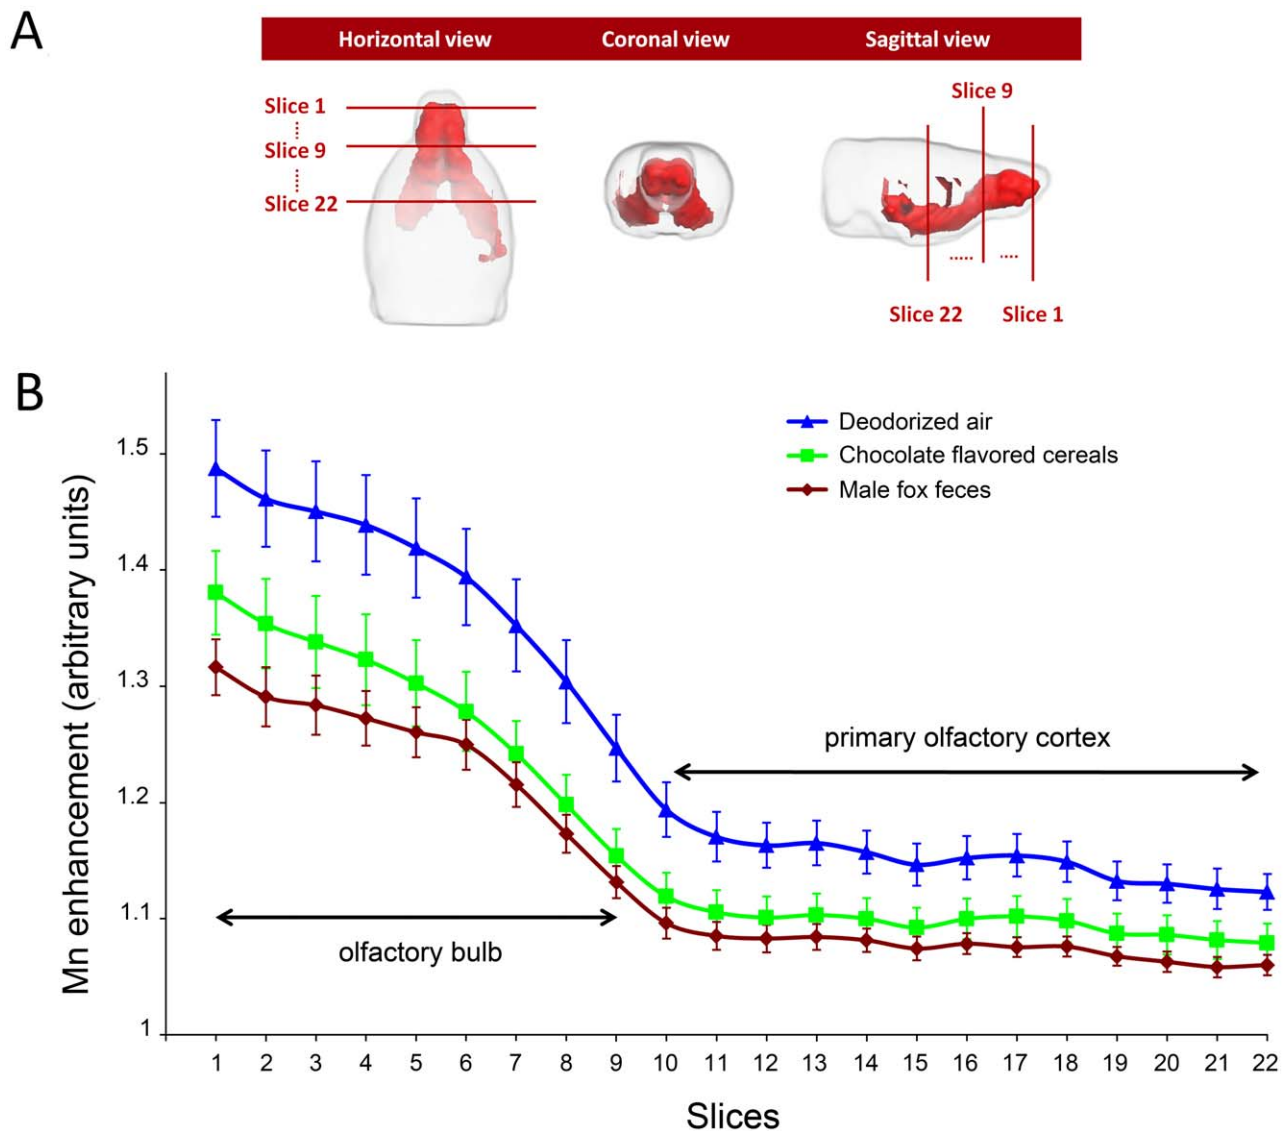 A
Horizontal view Coronal view Sagittal view
Slice 1
Slice 9
Slice 22
Slice 9
Slice 22 Slice 1
B
Mn enhancement (arbitrary units)
1.5
1.4
1.3
1.2
1.1
1
Deodorized air
Chocolate flavored cereals
Male fox feces
primary olfactory cortex
olfactory bulb
1 2 3 4 5 6 7 8 9 10 11 12 13 14 15 16 17 18 19 20 21 22
Slices